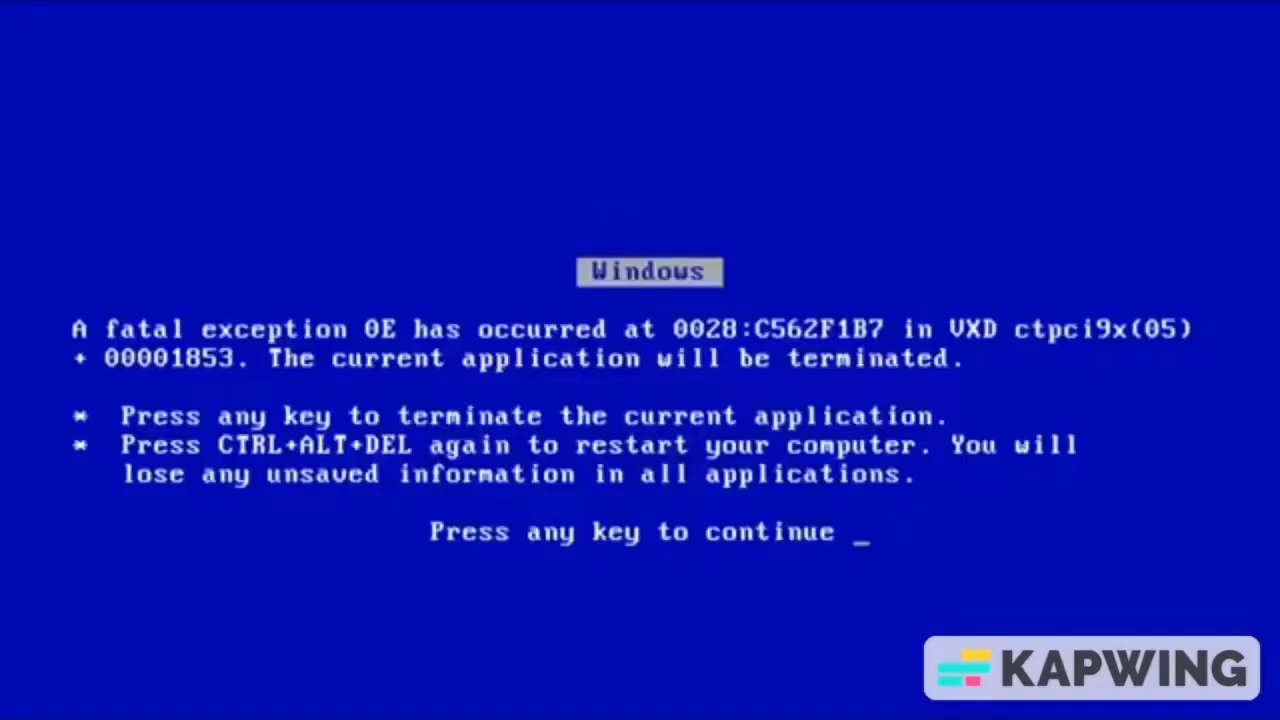 Windows
A fatal exception 0E has occurred at 0028:C562F1B7 in VXD ctpci9x(05)
+ 00001853. The current application will be terminated.
* Press any key to terminate the current application.
* Press CTRL+ALT+DEL again to restart your computer. You will
lose any unsaved information in all applications.
Press any key to continue _
KAPWING